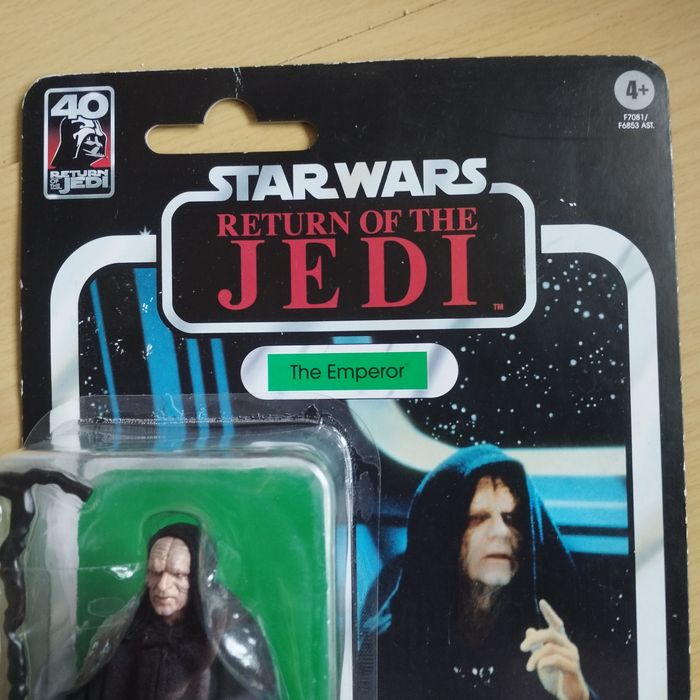 40
RETURN
OF THE JEDI
4+
F7081/
F6853 AST.
STAR WARS
RETURN OF THE
JEDI
TM
The Emperor